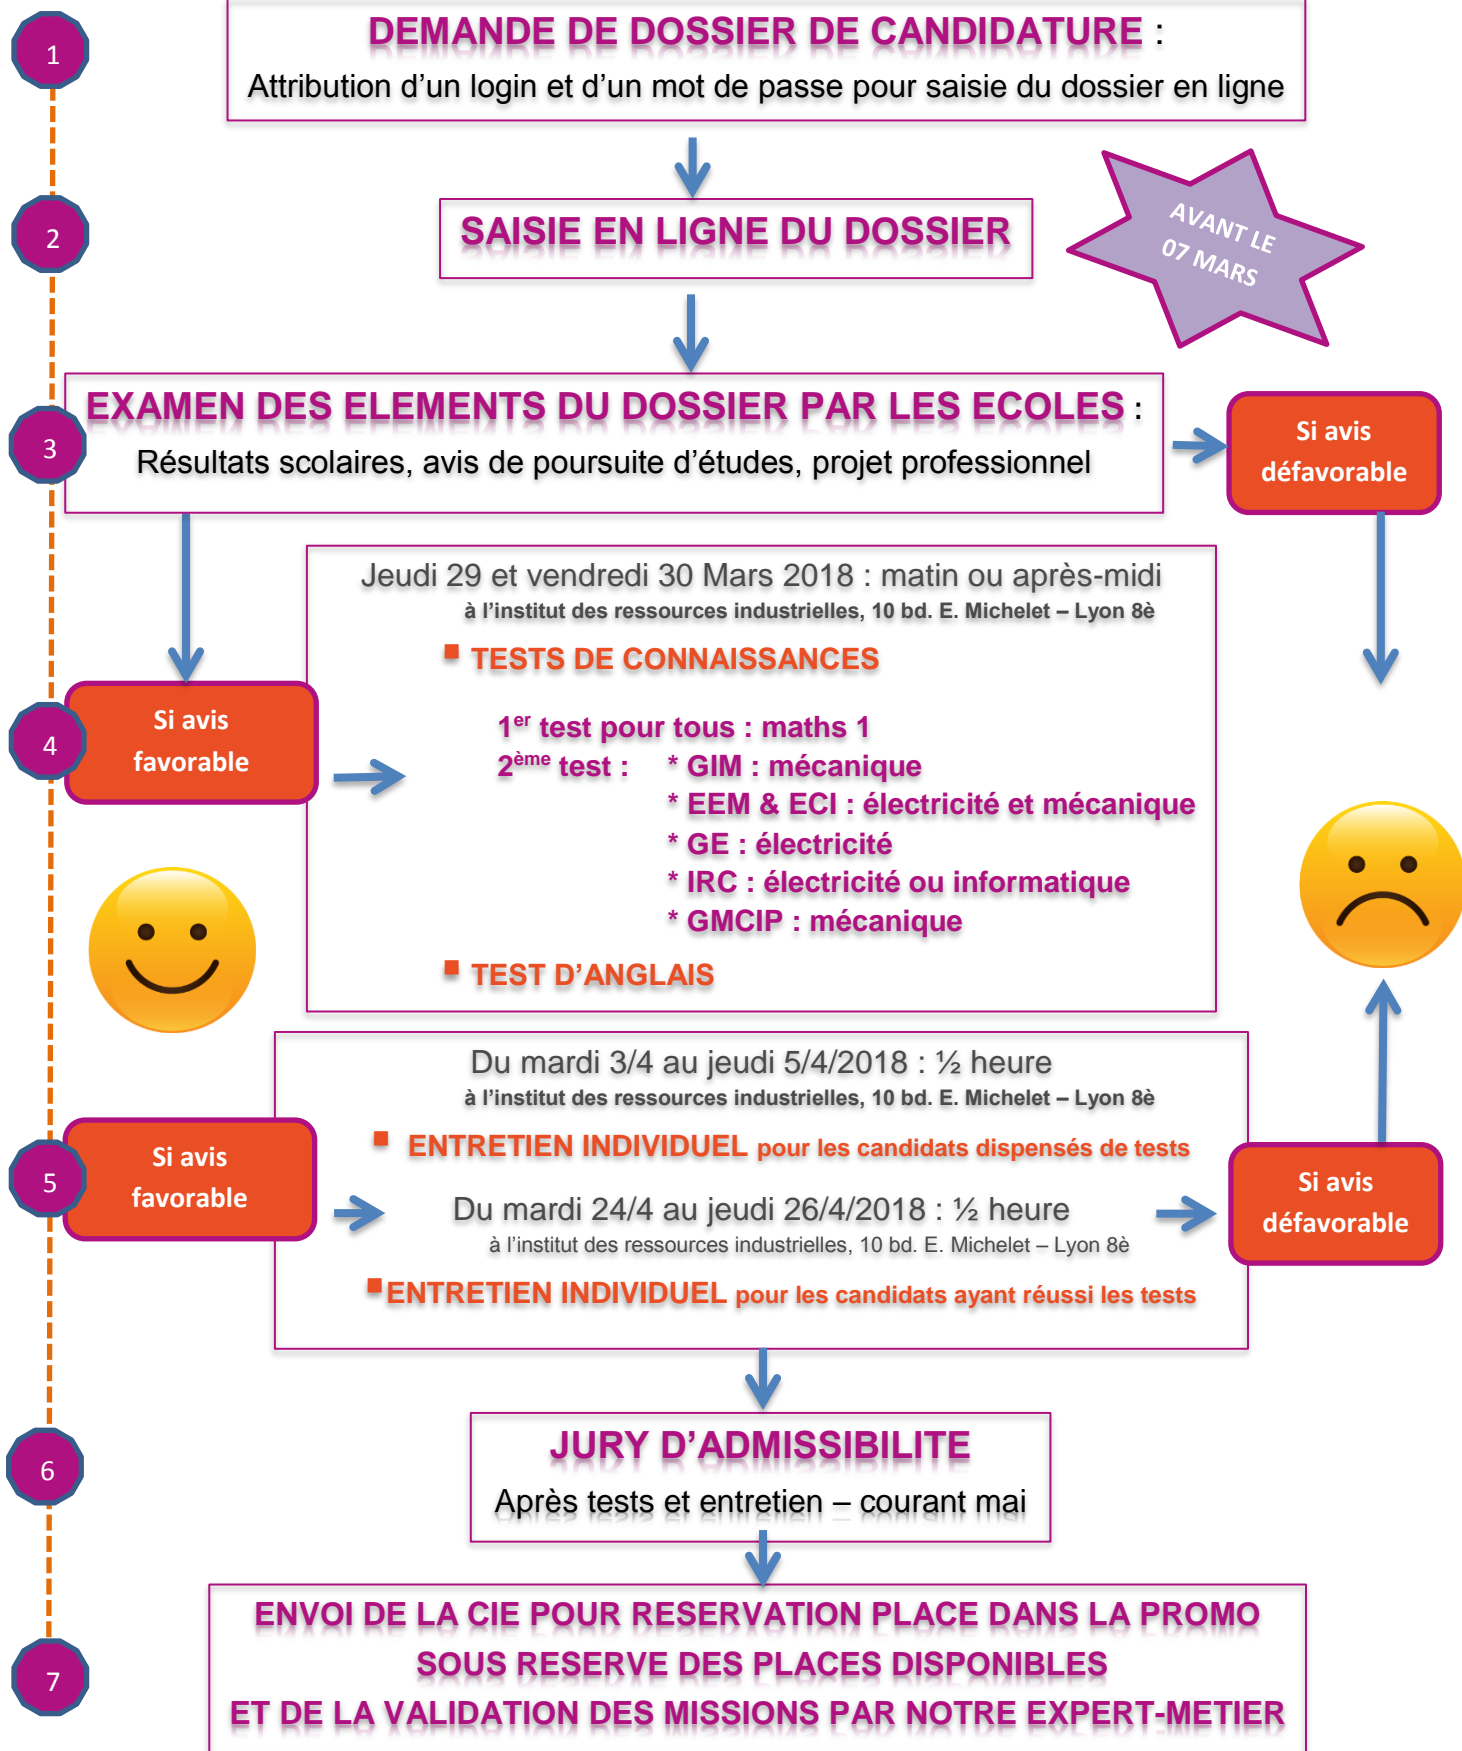 1
DEMANDE DE DOSSIER DE CANDIDATURE :
Attribution d’un login et d’un mot de passe pour saisie du dossier en ligne
2
SAISIE EN LIGNE DU DOSSIER
AVANT LE
07 MARS
3
EXAMEN DES ELEMENTS DU DOSSIER PAR LES ECOLES :
Résultats scolaires, avis de poursuite d’études, projet professionnel
Si avis
défavorable
4
Si avis
favorable
Jeudi 29 et vendredi 30 Mars 2018 : matin ou après-midi
à l’institut des ressources industrielles, 10 bd. E. Michelet – Lyon 8è
▪ TESTS DE CONNAISSANCES
1er test pour tous : maths 1
2ème test : * GIM : mécanique
* EEM & ECI : électricité et mécanique
* GE : électricité
* IRC : électricité ou informatique
* GMCIP : mécanique
▪ TEST D’ANGLAIS
5
Si avis
favorable
Du mardi 3/4 au jeudi 5/4/2018 : ½ heure
à l’institut des ressources industrielles, 10 bd. E. Michelet – Lyon 8è
▪ ENTRETIEN INDIVIDUEL pour les candidats dispensés de tests
Du mardi 24/4 au jeudi 26/4/2018 : ½ heure
à l’institut des ressources industrielles, 10 bd. E. Michelet – Lyon 8è
▪ ENTRETIEN INDIVIDUEL pour les candidats ayant réussi les tests
Si avis
défavorable
6
JURY D’ADMISSIBILITE
Après tests et entretien – courant mai
7
ENVOI DE LA CIE POUR RESERVATION PLACE DANS LA PROMO
SOUS RESERVE DES PLACES DISPONIBLES
ET DE LA VALIDATION DES MISSIONS PAR NOTRE EXPERT-METIER